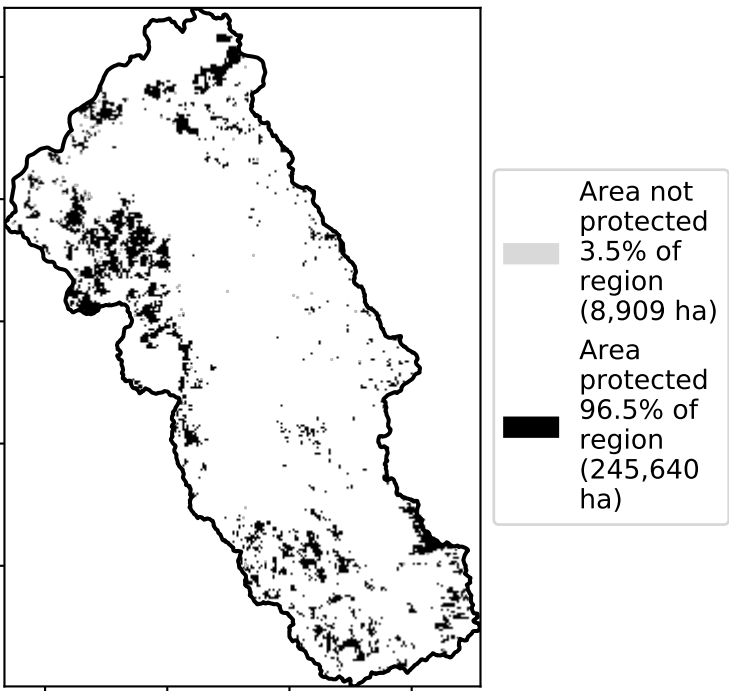 Area not
protected
3.5% of
region
(8,909 ha)
Area
protected
96.5% of
region
(245,640
ha)